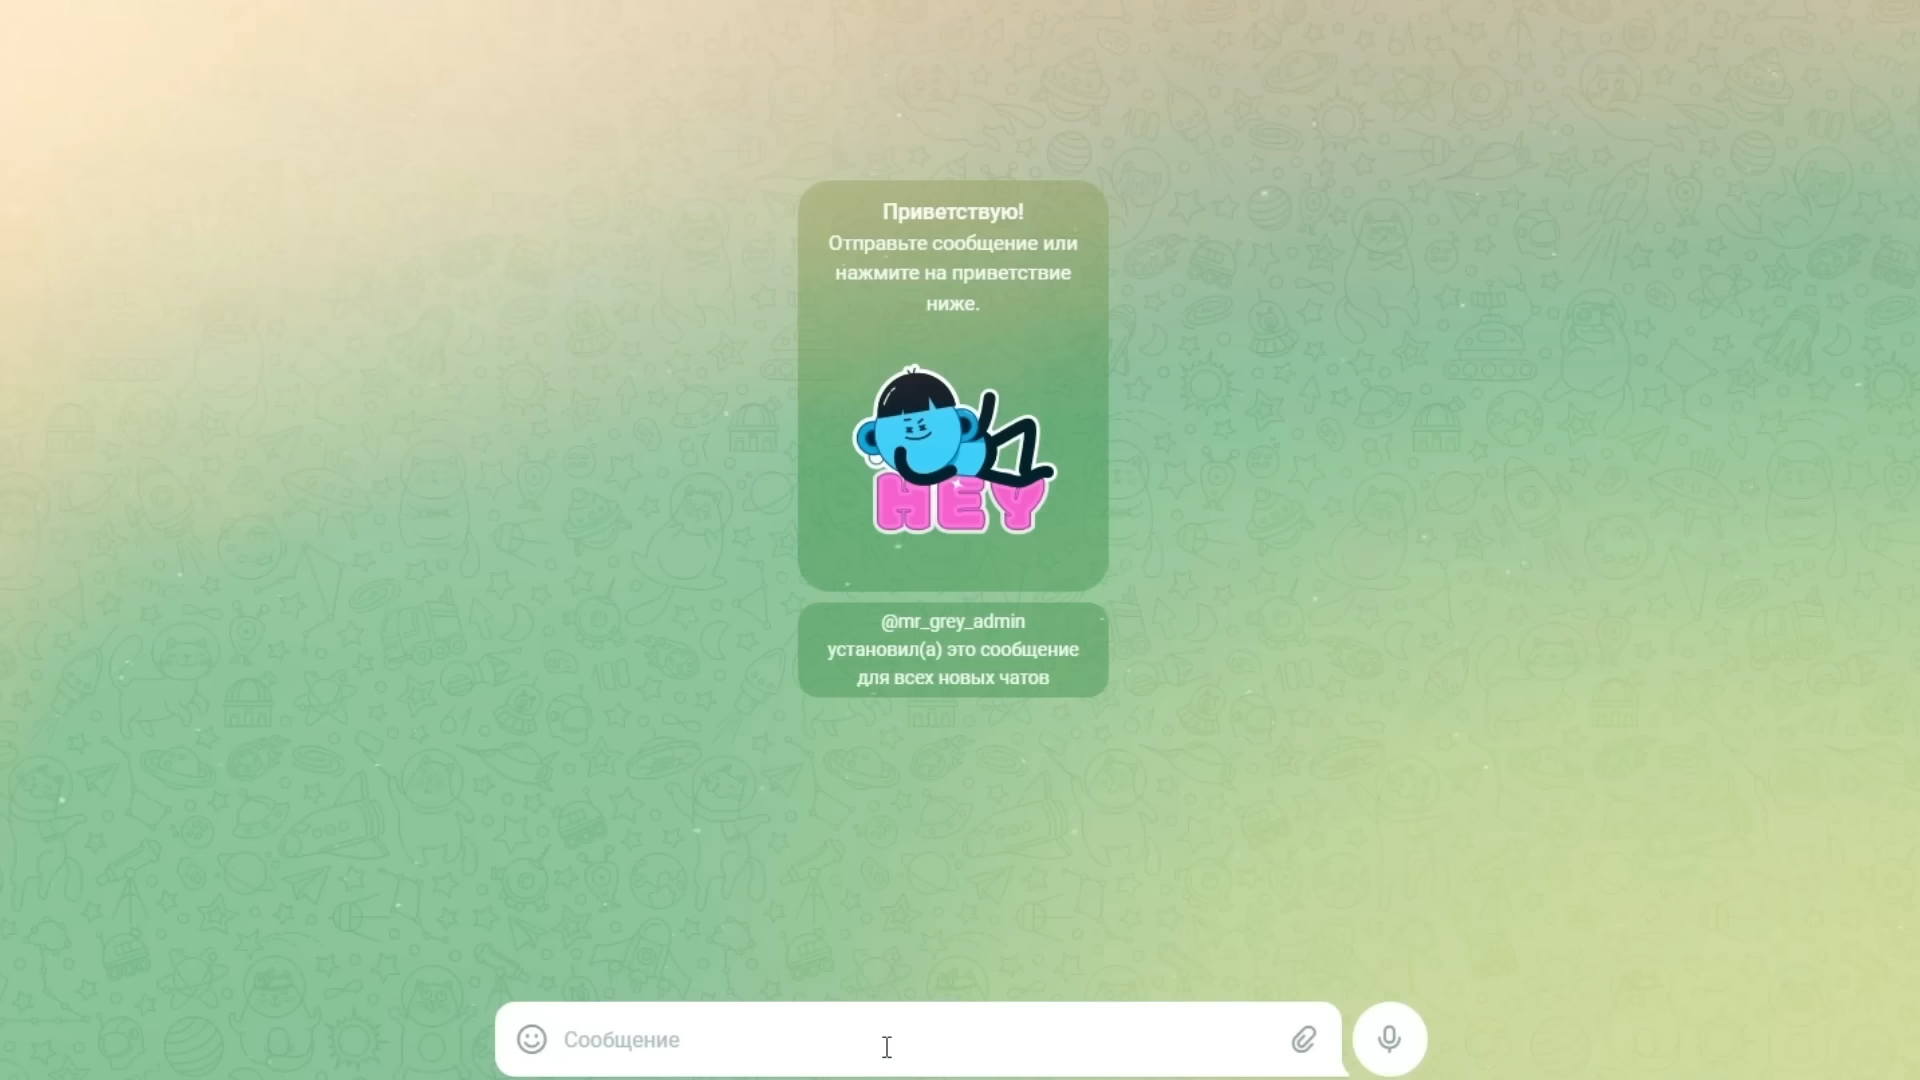 Приветствую!
Отправьте сообщение или
нажмите на приветствие
ниже.
HEY
@mr_grey_admin
установил(а) это сообщение
для всех новых чатов
Сообщение